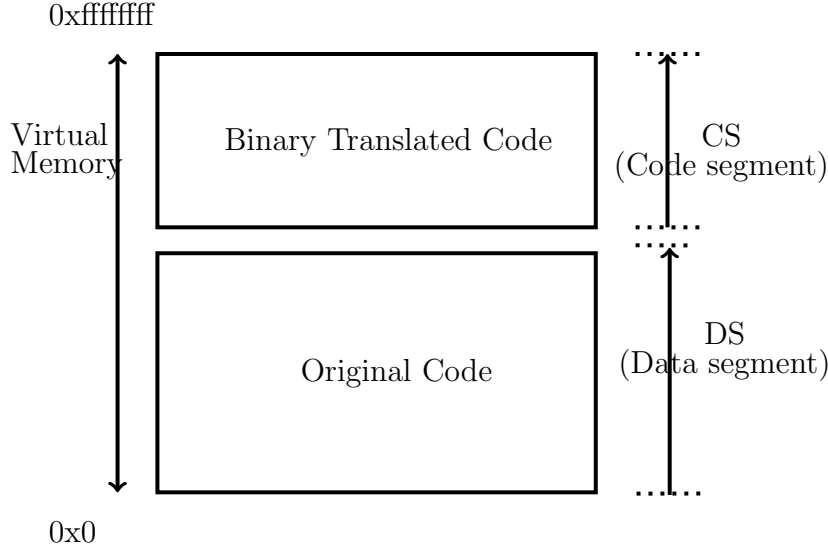 0xffffffff
Virtual
Memory
Binary Translated Code
CS
(Code segment)
Original Code
DS
(Data segment)
0x0